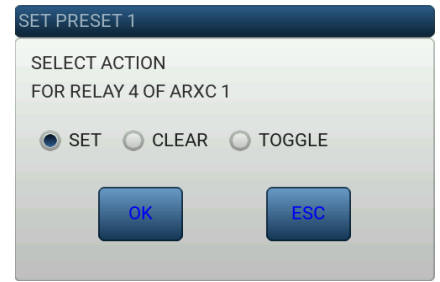 SET PRESET 1
SELECT ACTION
FOR RELAY 4 OF ARXC 1
SET CLEAR TOGGLE
OK ESC